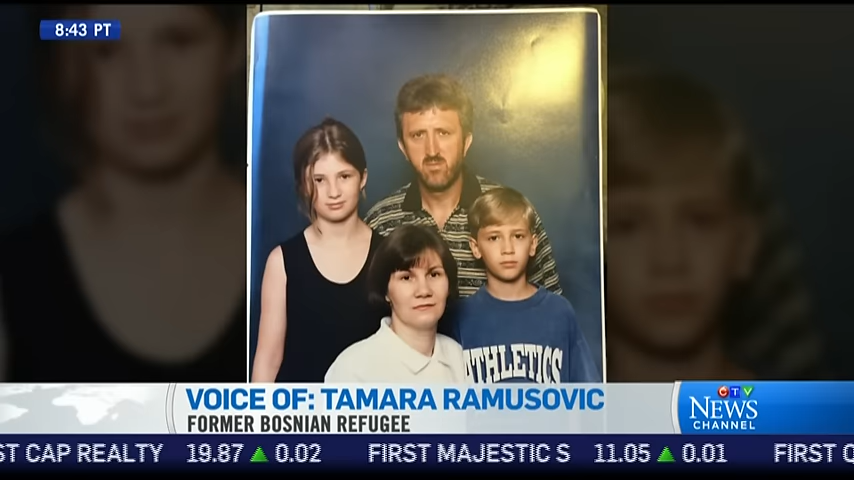 8:43 PT
ATHLETICS
VOICE OF: TAMARA RAMUSOVIC
FORMER BOSNIAN REFUGEE
CTV
NEWS
CHANNEL
ST CAP REALTY 19.87 ▲ 0.02 FIRST MAJESTIC S 11.05 ▲ 0.01 FIRST Q